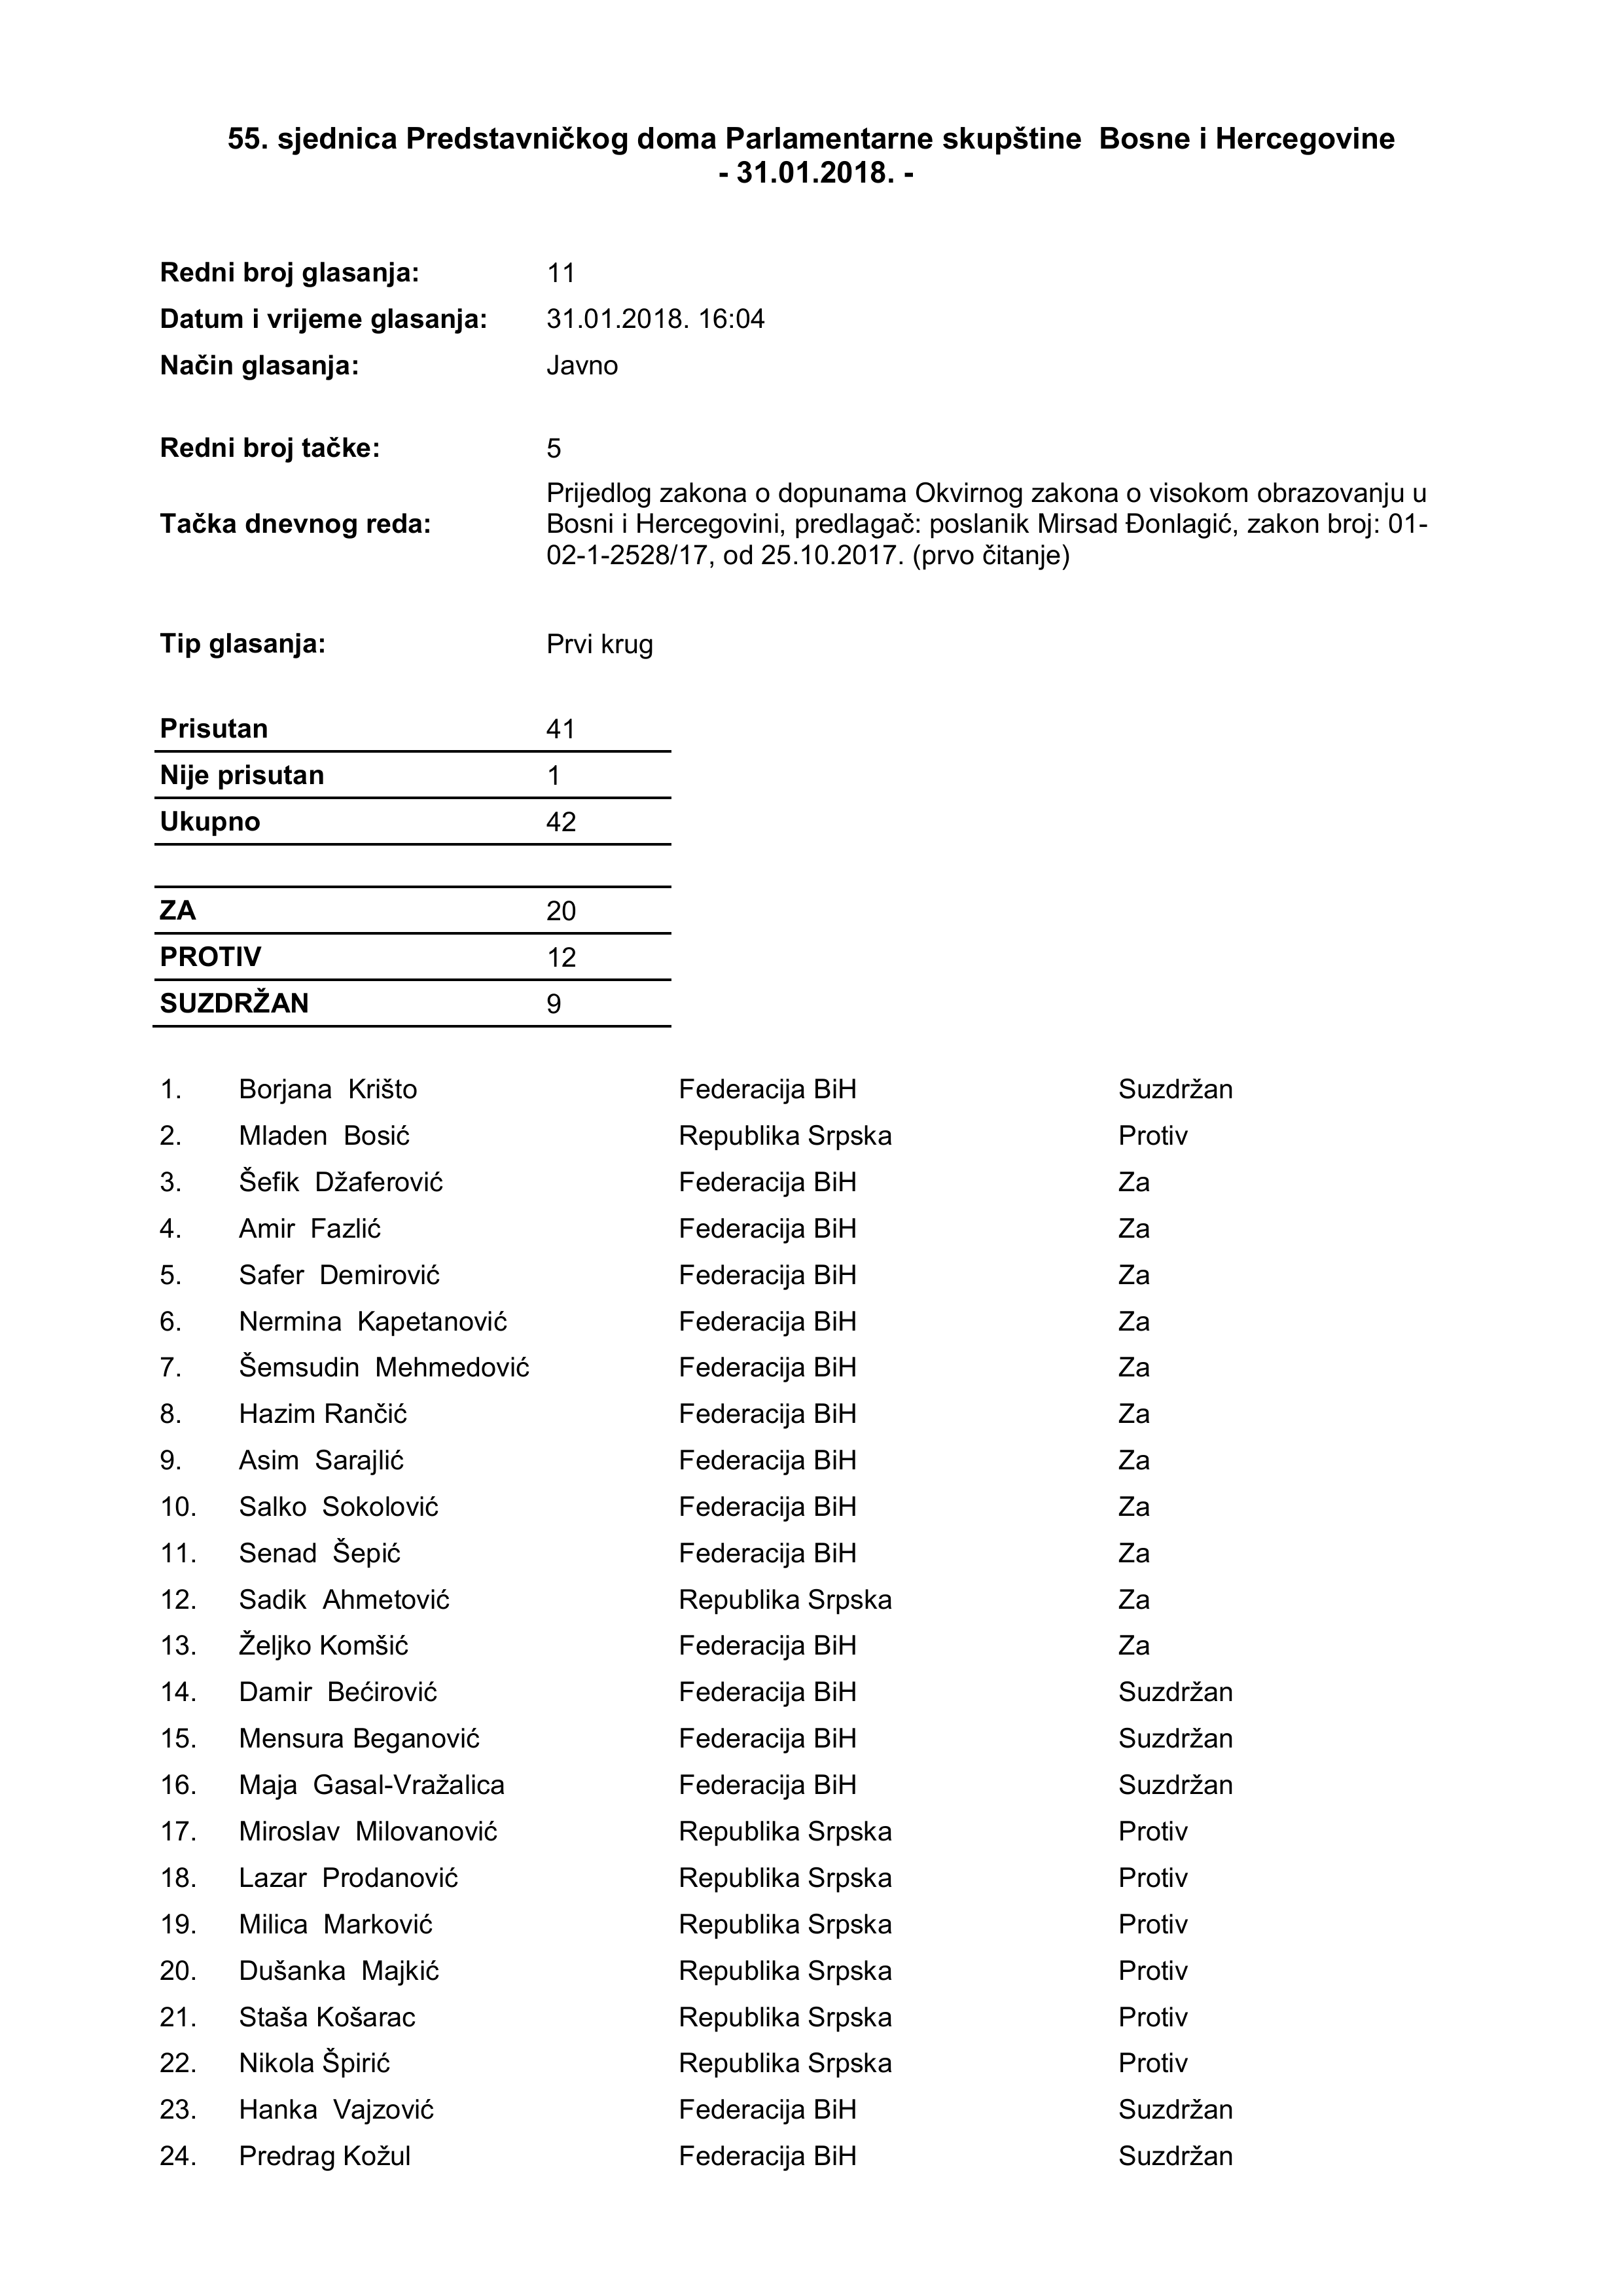 55. sjednica Predstavničkog doma Parlamentarne skupštine  Bosne i Hercegovine
- 31.01.2018. -
Redni broj glasanja: 11
Datum i vrijeme glasanja: 31.01.2018. 16:04
Način glasanja: Javno
Redni broj tačke: 5
Prijedlog zakona o dopunama Okvirnog zakona o visokom obrazovanju u
Tačka dnevnog reda: Bosni i Hercegovini, predlagač: poslanik Mirsad Đonlagić, zakon broj: 01-
02-1-2528/17, od 25.10.2017. (prvo čitanje)
Tip glasanja: Prvi krug
Prisutan 41
Nije prisutan 1
Ukupno 42
ZA 20
PROTIV 12
SUZDRŽAN 9
1. Borjana  Krišto Federacija BiH Suzdržan
2. Mladen  Bosić Republika Srpska Protiv
3. Šefik  Džaferović Federacija BiH Za
4. Amir  Fazlić Federacija BiH Za
5. Safer  Demirović Federacija BiH Za
6. Nermina  Kapetanović Federacija BiH Za
7. Šemsudin  Mehmedović Federacija BiH Za
8. Hazim Rančić Federacija BiH Za
9. Asim  Sarajlić Federacija BiH Za
10. Salko  Sokolović Federacija BiH Za
11. Senad  Šepić Federacija BiH Za
12. Sadik  Ahmetović Republika Srpska Za
13. Željko Komšić Federacija BiH Za
14. Damir  Bećirović Federacija BiH Suzdržan
15. Mensura Beganović Federacija BiH Suzdržan
16. Maja  Gasal-Vražalica Federacija BiH Suzdržan
17. Miroslav  Milovanović Republika Srpska Protiv
18. Lazar  Prodanović Republika Srpska Protiv
19. Milica  Marković Republika Srpska Protiv
20. Dušanka  Majkić Republika Srpska Protiv
21. Staša Košarac Republika Srpska Protiv
22. Nikola Špirić Republika Srpska Protiv
23. Hanka  Vajzović Federacija BiH Suzdržan
24. Predrag Kožul Federacija BiH Suzdržan